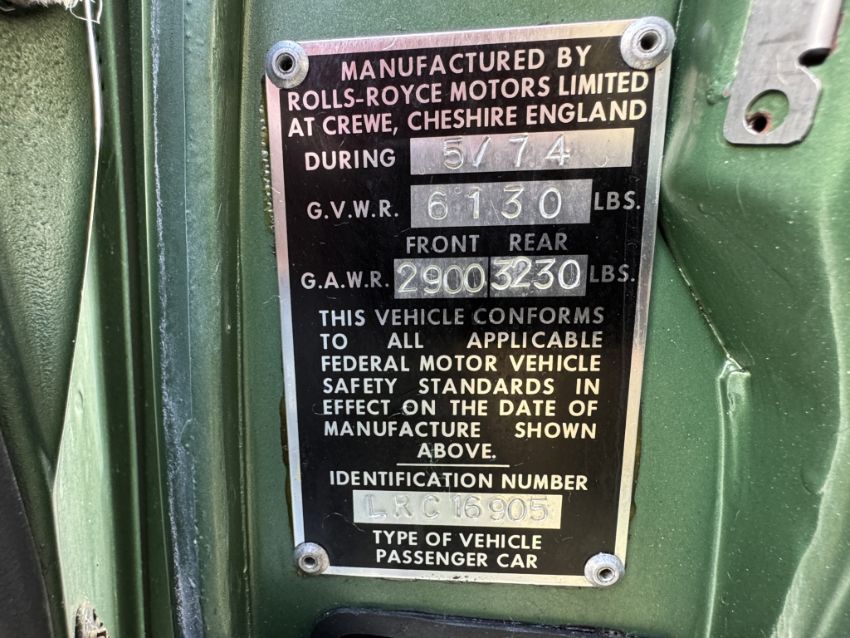 MANUFACTURED BY
ROLLS-ROYCE MOTORS LIMITED
AT CREWE, CHESHIRE ENGLAND
DURING 5/74
G.V.W.R. 6130 LBS.
FRONT REAR
G.A.W.R. 2900 3230 LBS.
THIS VEHICLE CONFORMS
TO ALL APPLICABLE
FEDERAL MOTOR VEHICLE
SAFETY STANDARDS IN
EFFECT ON THE DATE OF
MANUFACTURE SHOWN
ABOVE.
IDENTIFICATION NUMBER
LRC16905
TYPE OF VEHICLE
PASSENGER CAR